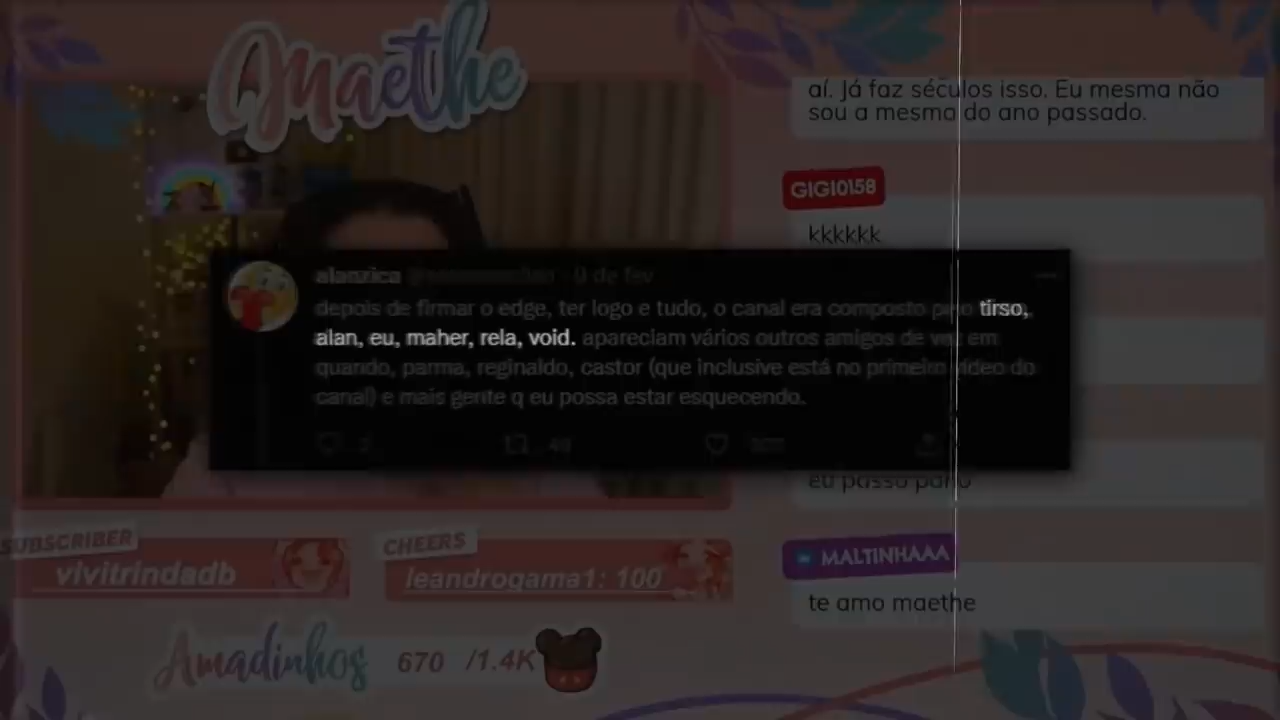 Maethe
aí. Já faz séculos isso. Eu mesma não
sou a mesma do ano passado.
GIGI0158
kkkkkk
alanzica
9 de fev
depois de firmar o edge, ter logo e tudo, o canal era composto pelo tirso,
alan, eu, maher, rela, void. apareciam vários outros amigos de vez em
quando, parma, reginaldo, castor (que inclusive está no primeiro vídeo do
canal) e mais gente q eu possa estar esquecendo.
eu passo pano
SUBSCRIBER
vivitrindadb
CHEERS
leandrogama1: 100
MALTINHAAA
te amo maethe
Amadinhos 670 /1.4K